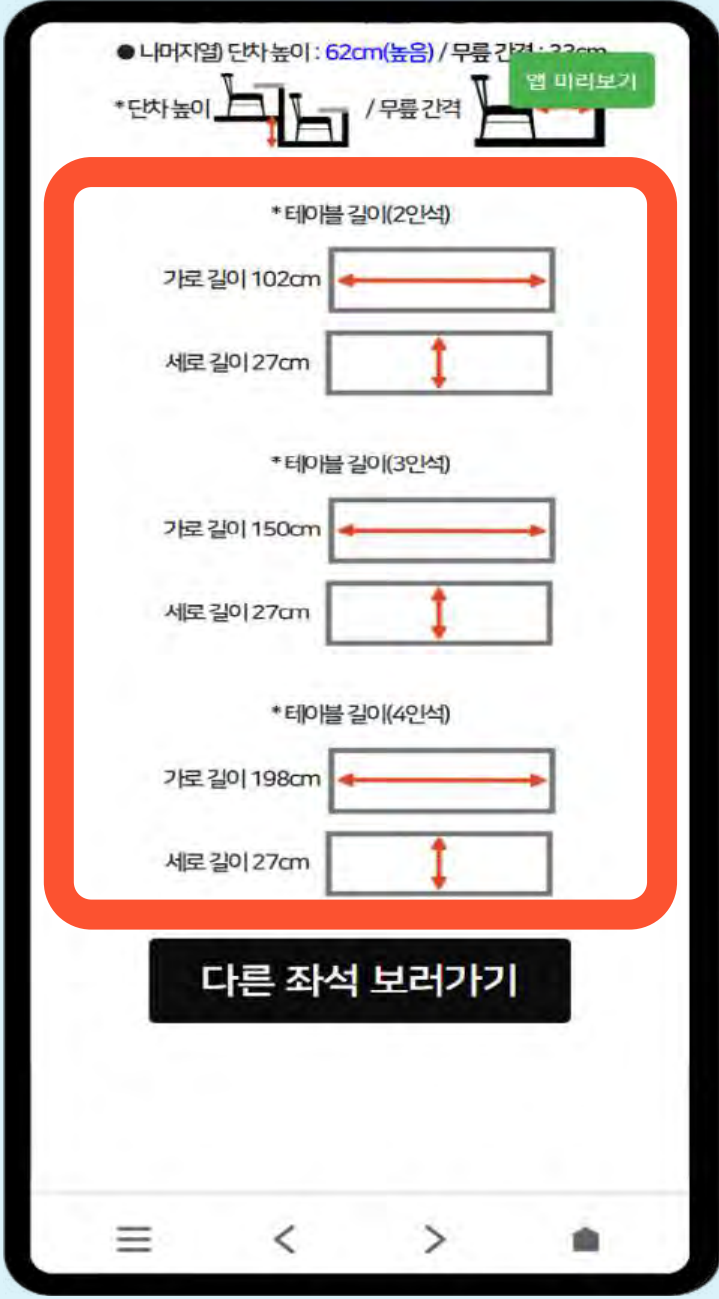 ● 나머지열) 단차 높이 : 62cm(높음) / 무릎 간격 : 33cm
앱 미리보기
* 단차 높이 / 무릎 간격
* 테이블 길이(2인석)
가로 길이 102cm
세로 길이 27cm
* 테이블 길이(3인석)
가로 길이 150cm
세로 길이 27cm
* 테이블 길이(4인석)
가로 길이 198cm
세로 길이 27cm
다른 좌석 보러가기